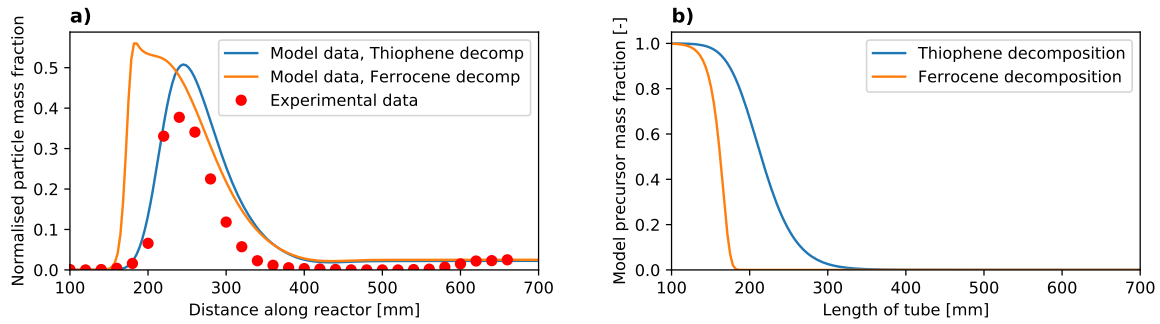 a)
Normalised particle mass fraction
0.5
0.4
0.3
0.2
0.1
0.0
Model data, Thiophene decomp
Model data, Ferrocene decomp
Experimental data
100 200 300 400 500 600 700
Distance along reactor [mm]
b)
Model precursor mass fraction [-]
1.0
0.8
0.6
0.4
0.2
0.0
Thiophene decomposition
Ferrocene decomposition
100 200 300 400 500 600 700
Length of tube [mm]